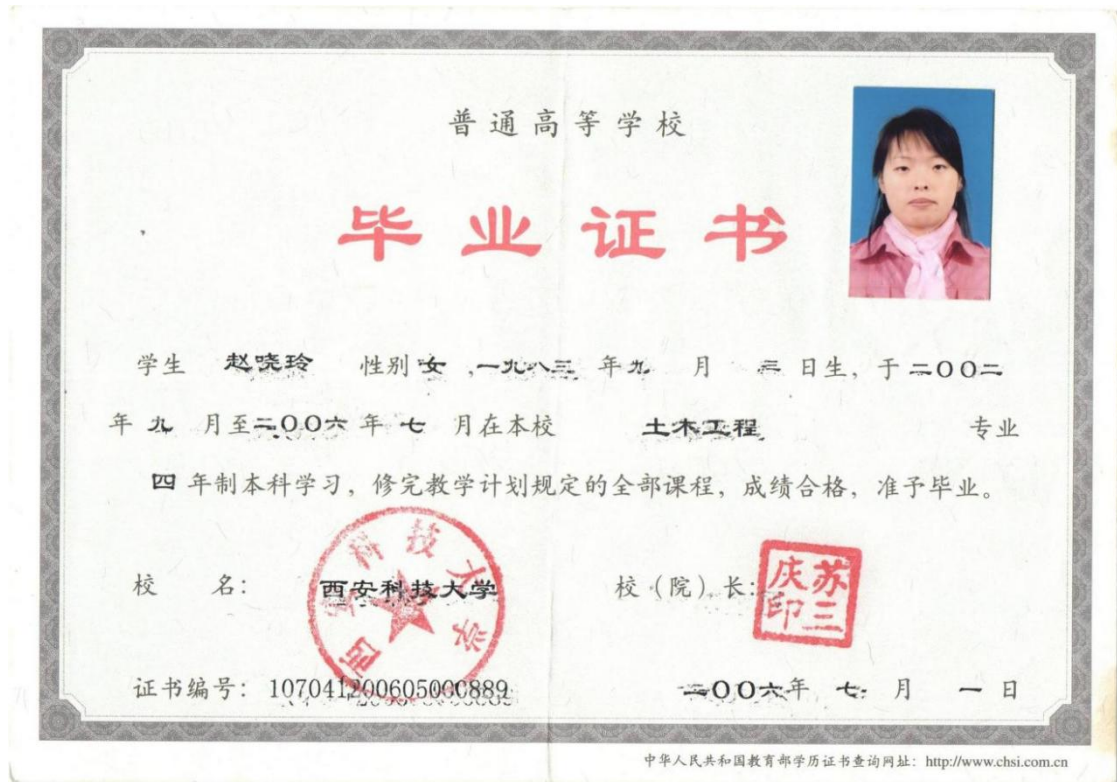 普通高等学校
毕业证书
学生 赵晓玲 性别 女 ,一九八三 年 九 月 三 日生, 于 二OO二
年 九 月至 二OO六 年 七 月在本校 土木工程 专业
四 年制本科学习, 修完教学计划规定的全部课程, 成绩合格, 准予毕业。
校 名: 西安科技大学 校 (院) 长: 苏三庆印
西安科技大学
证书编号: 107041200605000889 二OO六年 七 月 一 日
中华人民共和国教育部学历证书查询网址: http://www.chsi.com.cn